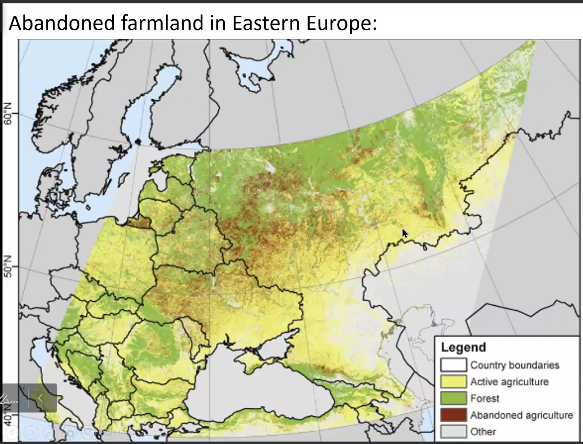 Abandoned farmland in Eastern Europe:
60°N
50°N
40°N
Legend
Country boundaries
Active agriculture
Forest
Abandoned agriculture
Other